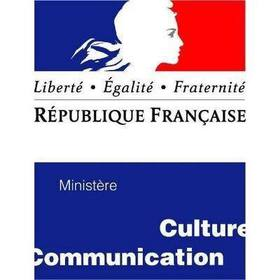 Liberté • Égalité • Fraternité
RÉPUBLIQUE FRANÇAISE
Ministère
Culture
Communication